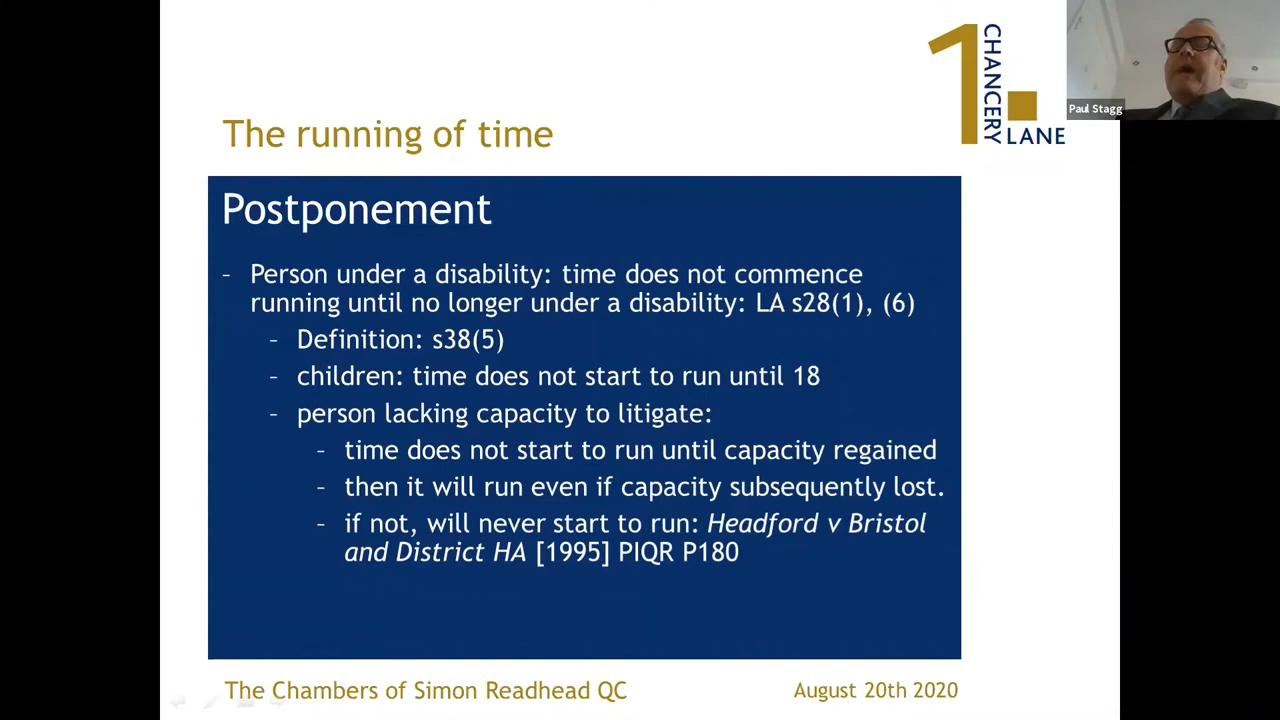 1 CHANCERY LANE
Paul Stagg
The running of time
Postponement
- Person under a disability: time does not commence
running until no longer under a disability: LA s28(1), (6)
- Definition: s38(5)
- children: time does not start to run until 18
- person lacking capacity to litigate:
- time does not start to run until capacity regained
- then it will run even if capacity subsequently lost.
- if not, will never start to run: Headford v Bristol
and District HA [1995] PIQR P180
The Chambers of Simon Readhead QC
August 20th 2020